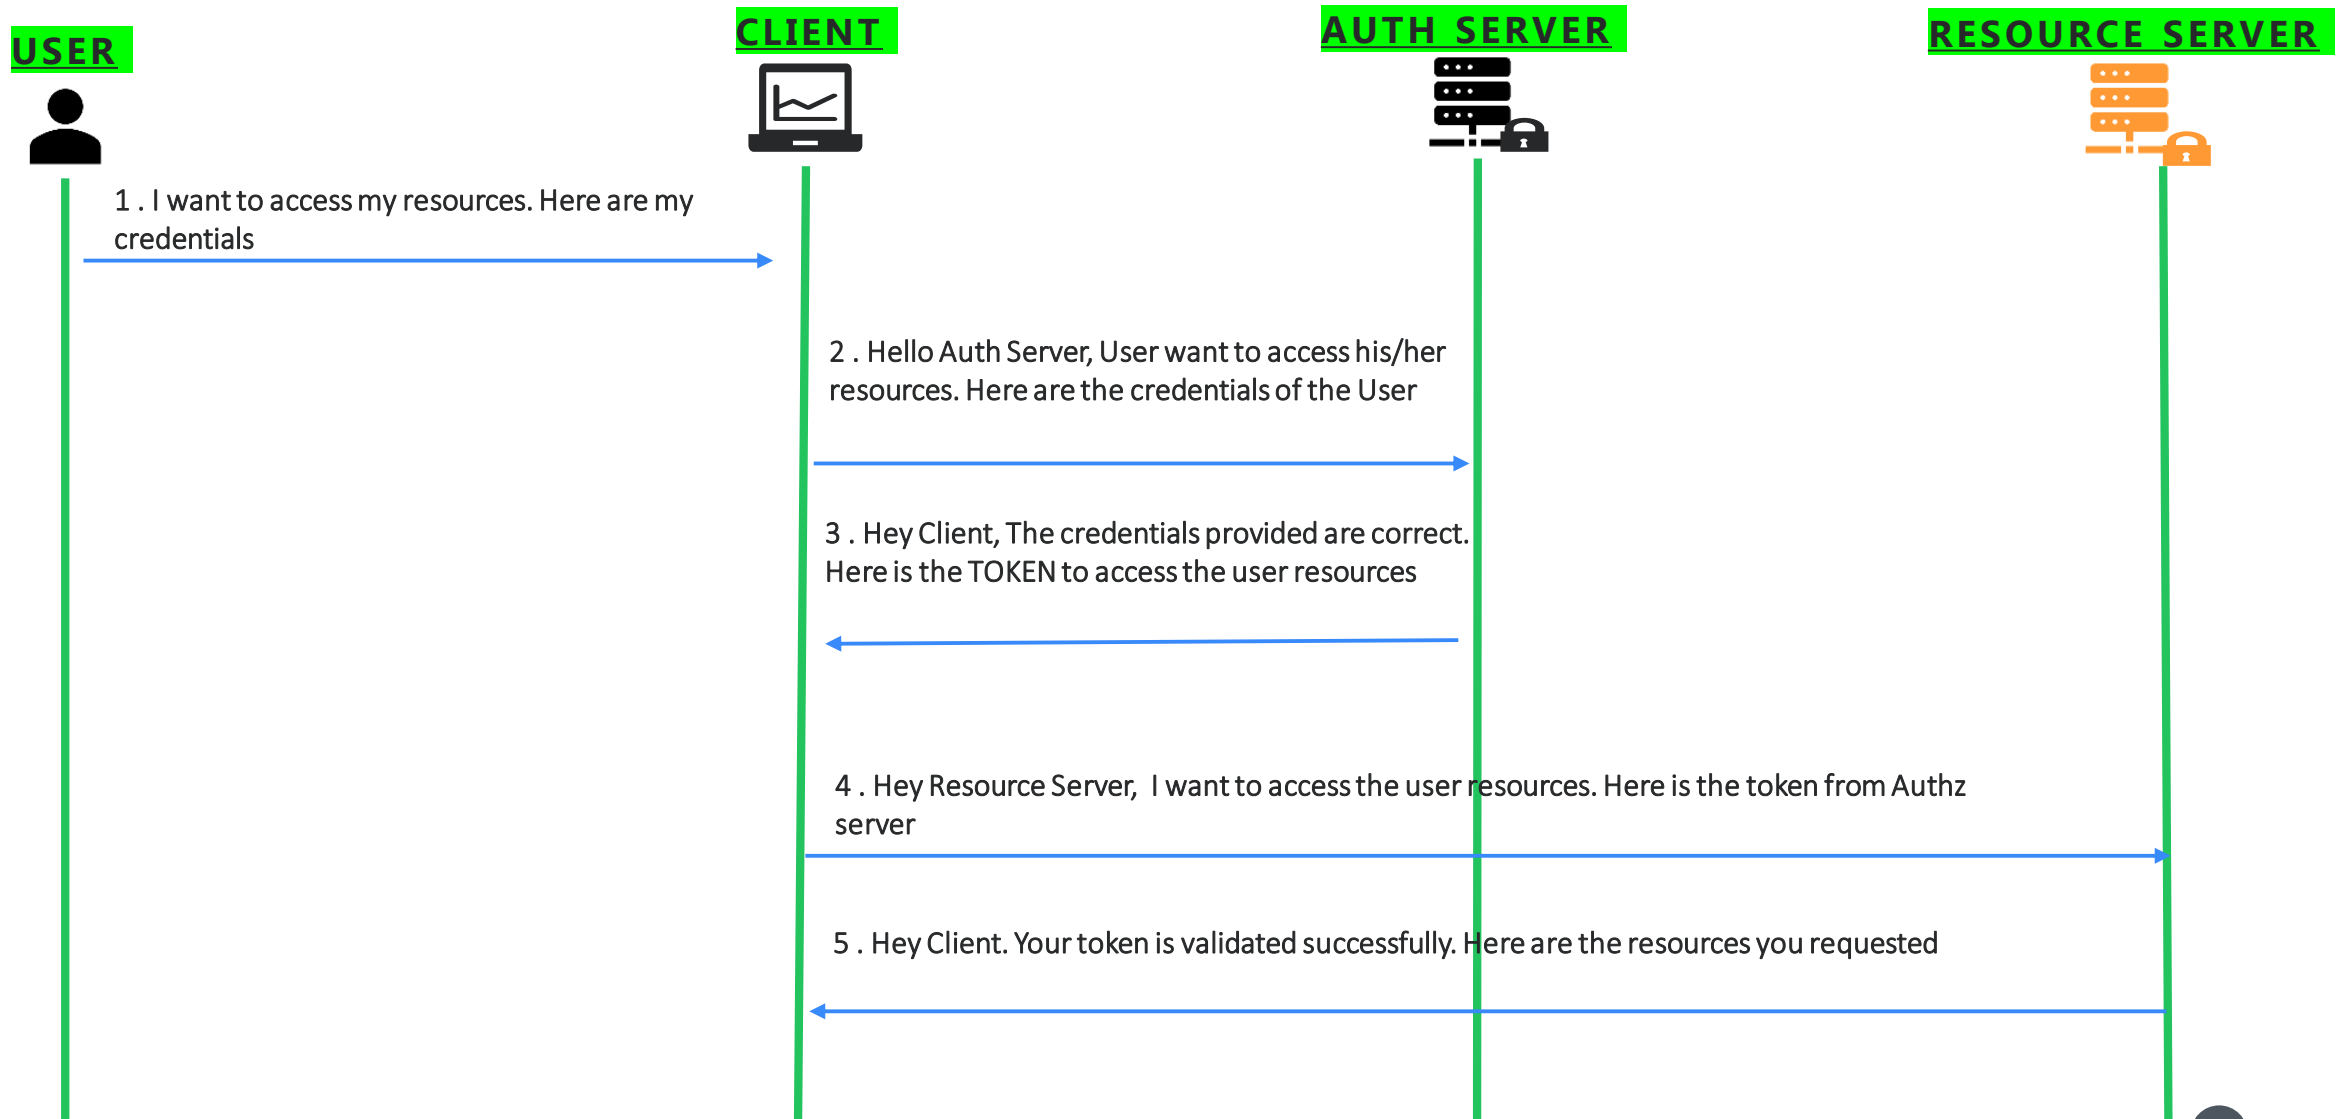 USER
CLIENT
AUTH SERVER
RESOURCE SERVER
1 . I want to access my resources. Here are my
credentials
2 . Hello Auth Server, User want to access his/her
resources. Here are the credentials of the User
3 . Hey Client, The credentials provided are correct.
Here is the TOKEN to access the user resources
4 . Hey Resource Server,  I want to access the user resources. Here is the token from Authz
server
5 . Hey Client. Your token is validated successfully. Here are the resources you requested